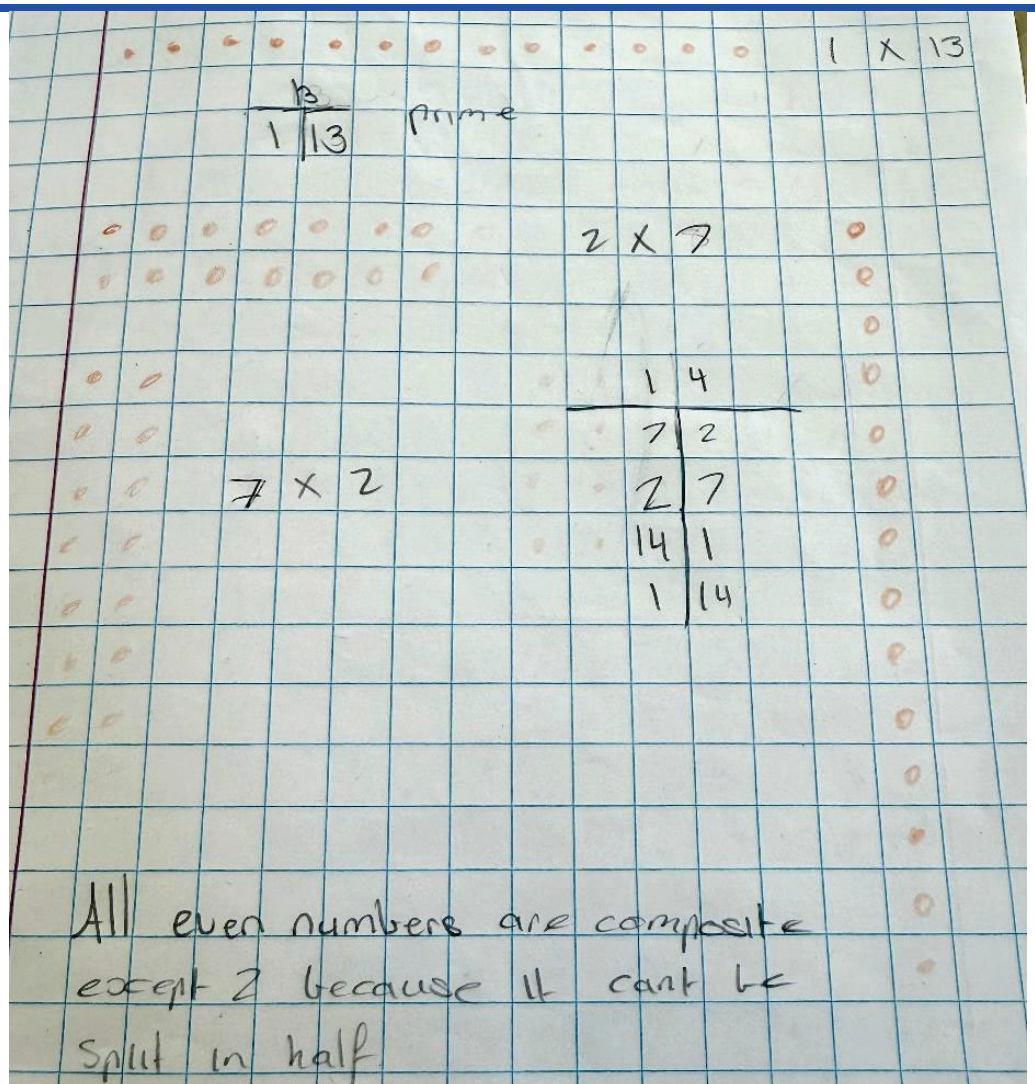 1 X 13
13
1 13 prime
2 X 7
1 4
7 2
7 X 2
2 7
14 1
1 14
All even numbers are composite
except 2 because it cant be
Split in half